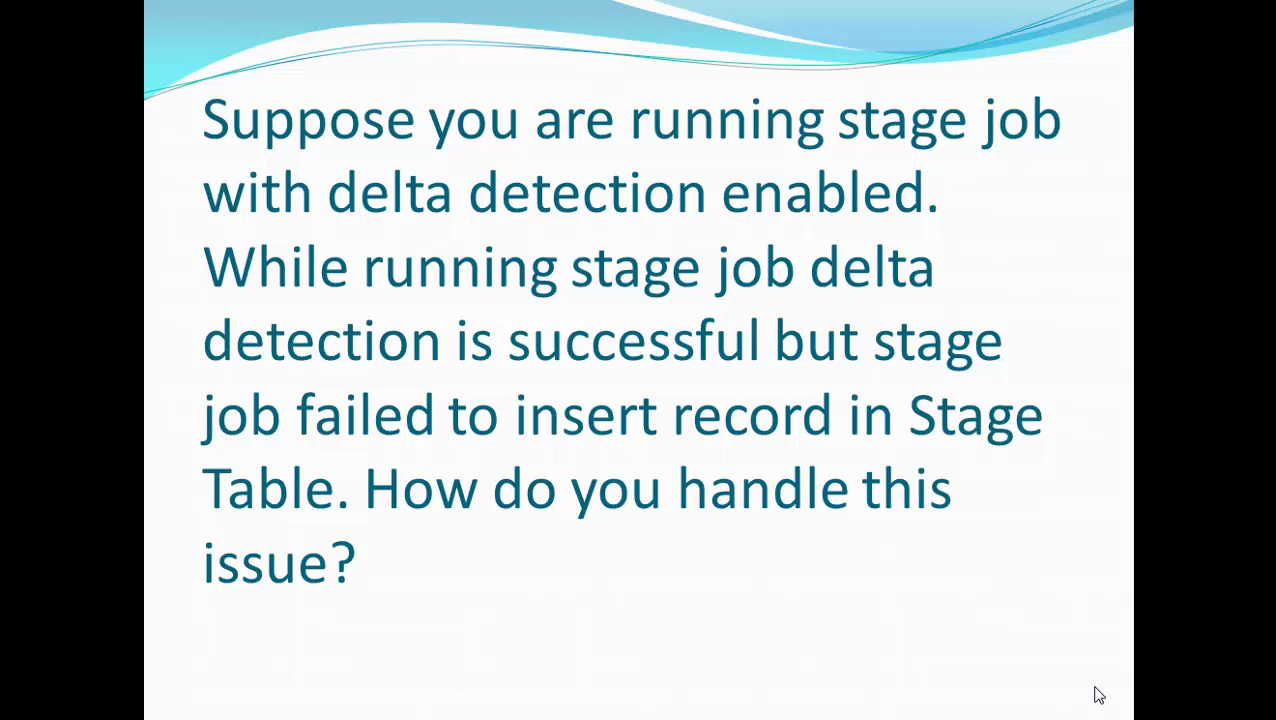 Suppose you are running stage job
with delta detection enabled.
While running stage job delta
detection is successful but stage
job failed to insert record in Stage
Table. How do you handle this
issue?